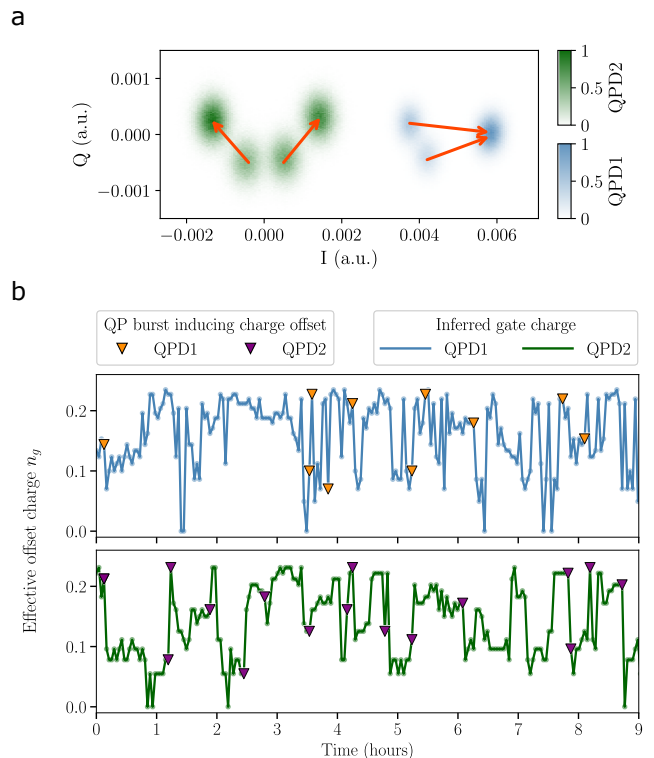 a
0.001
0.000
−0.001
Q (a.u.)
−0.002
0.000
0.002
0.004
0.006
I (a.u.)
1
0.5
0
QPD2
1
0.5
0
QPD1
b
QP burst inducing charge offset
QPD1
QPD2
Inferred gate charge
QPD1
QPD2
0.2
0.1
0.0
0.2
0.1
0.0
Effective offset charge n_g
0 1 2 3 4 5 6 7 8 9
Time (hours)